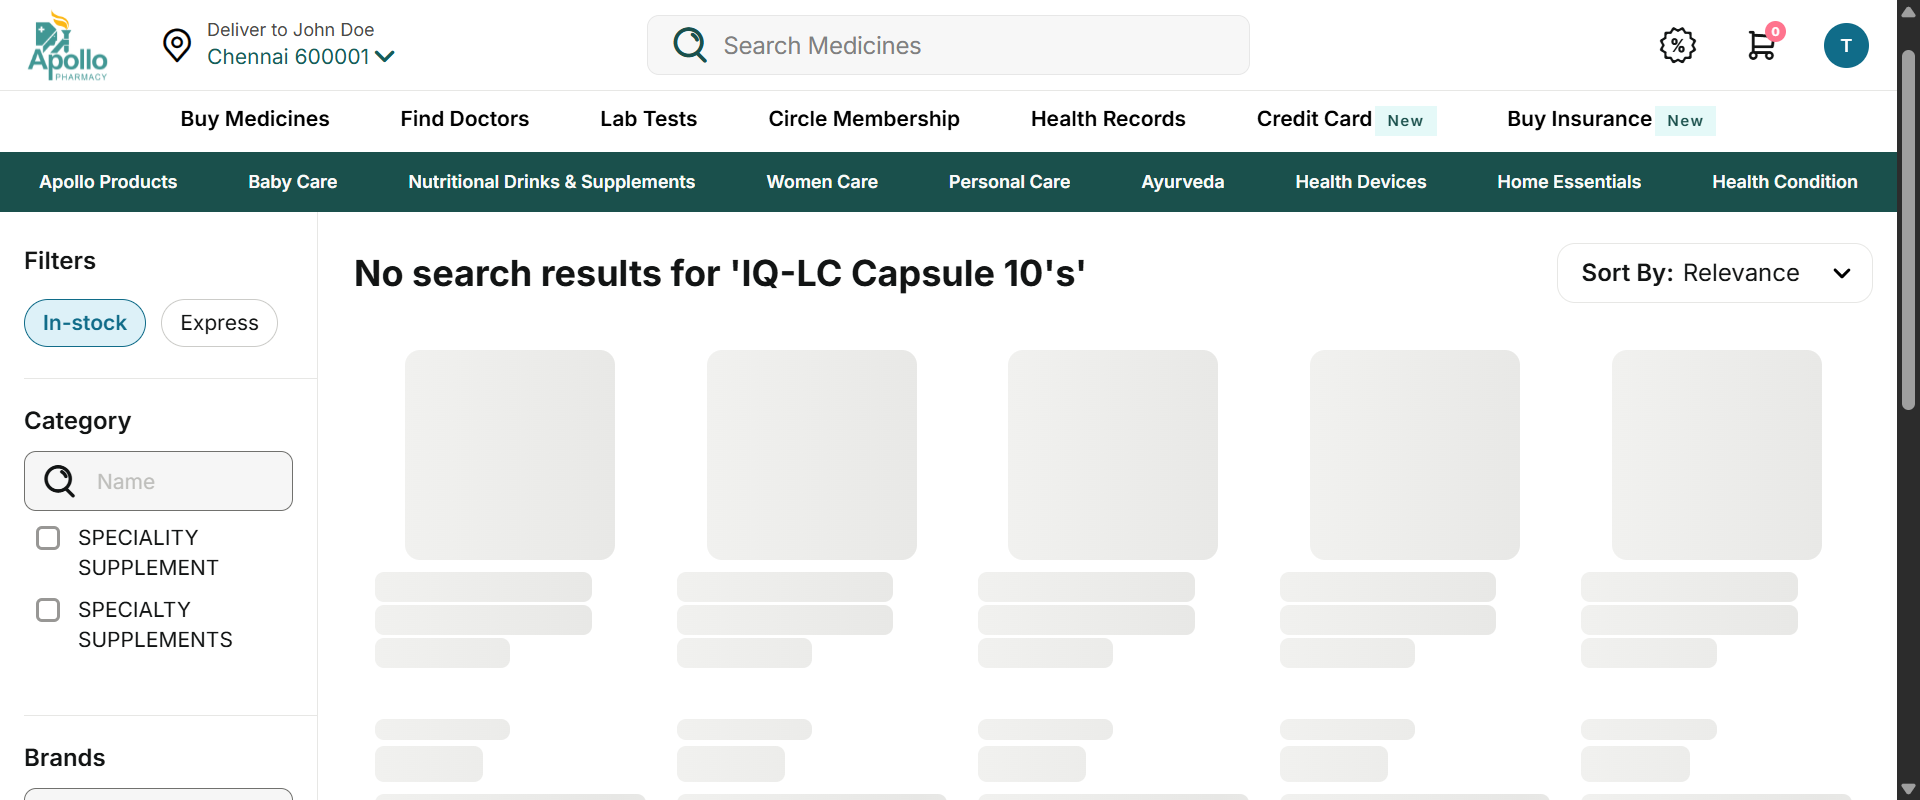 Apollo
PHARMACY
Deliver to John Doe
Chennai 600001
Search Medicines
%
0
T
Buy Medicines
Find Doctors
Lab Tests
Circle Membership
Health Records
Credit Card New
Buy Insurance New
Apollo Products
Baby Care
Nutritional Drinks & Supplements
Women Care
Personal Care
Ayurveda
Health Devices
Home Essentials
Health Condition
Filters
In-stock
Express
Category
Name
SPECIALITY
SUPPLEMENT
SPECIALTY
SUPPLEMENTS
Brands
No search results for 'IQ-LC Capsule 10's'
Sort By: Relevance